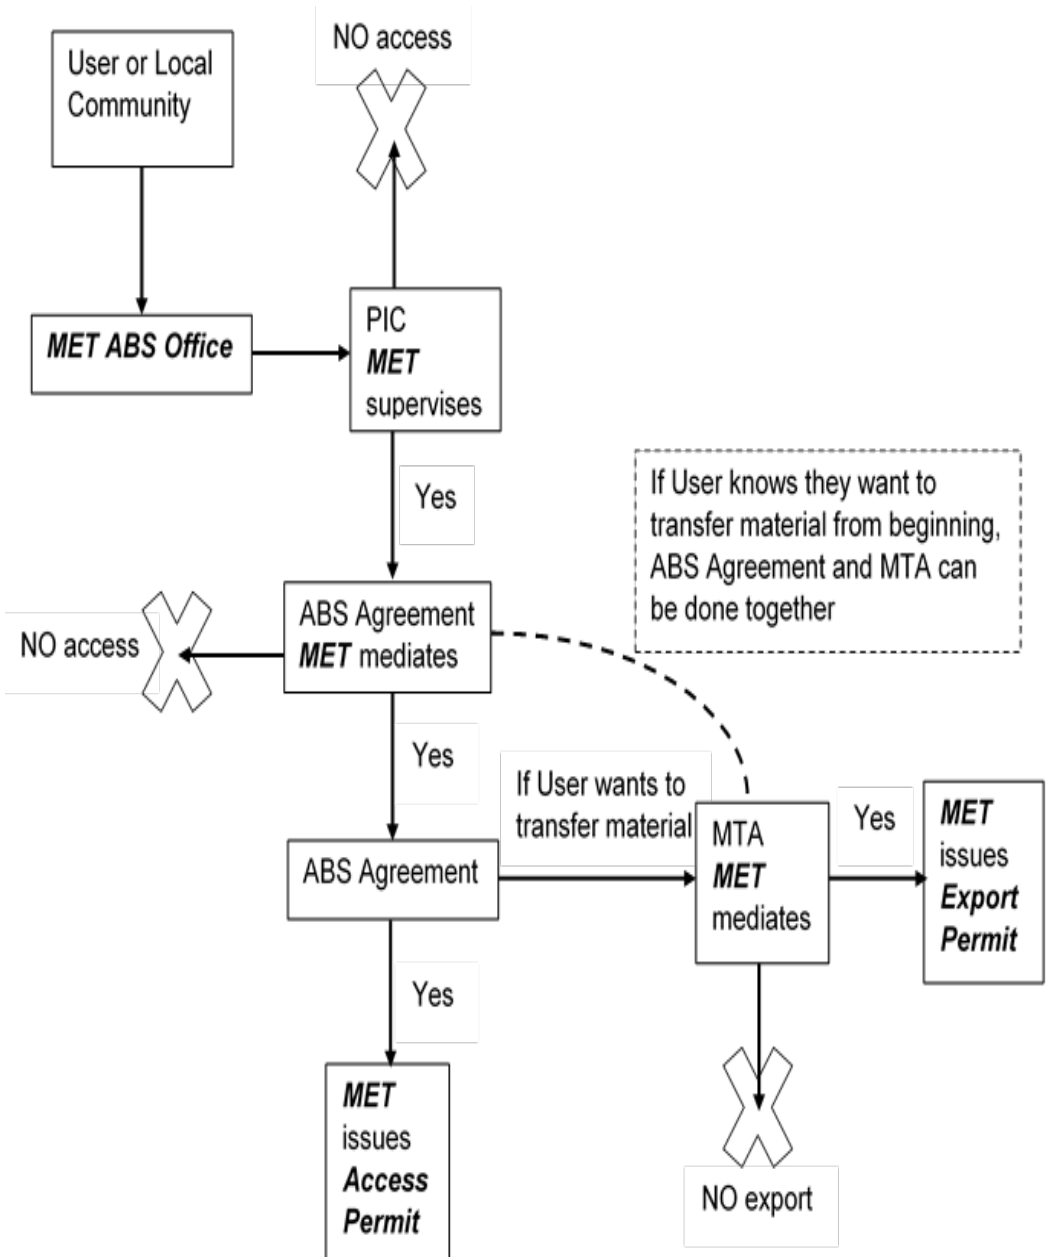 NO access
User or Local
Community
MET ABS Office
PIC
MET
supervises
Yes
If User knows they want to
transfer material from beginning,
ABS Agreement and MTA can
be done together
ABS Agreement
MET mediates
NO access
Yes
If User wants to
transfer material
ABS Agreement
MTA
MET
mediates
Yes
MET
issues
Export
Permit
Yes
MET
issues
Access
Permit
NO export